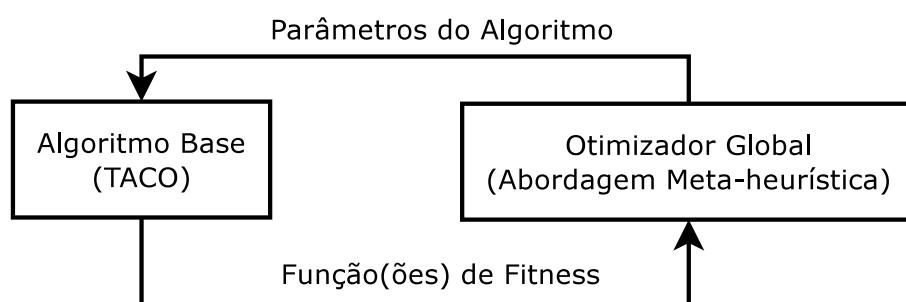 Parâmetros do Algoritmo
Algoritmo Base
(TACO)
Otimizador Global
(Abordagem Meta-heurística)
Função(ões) de Fitness